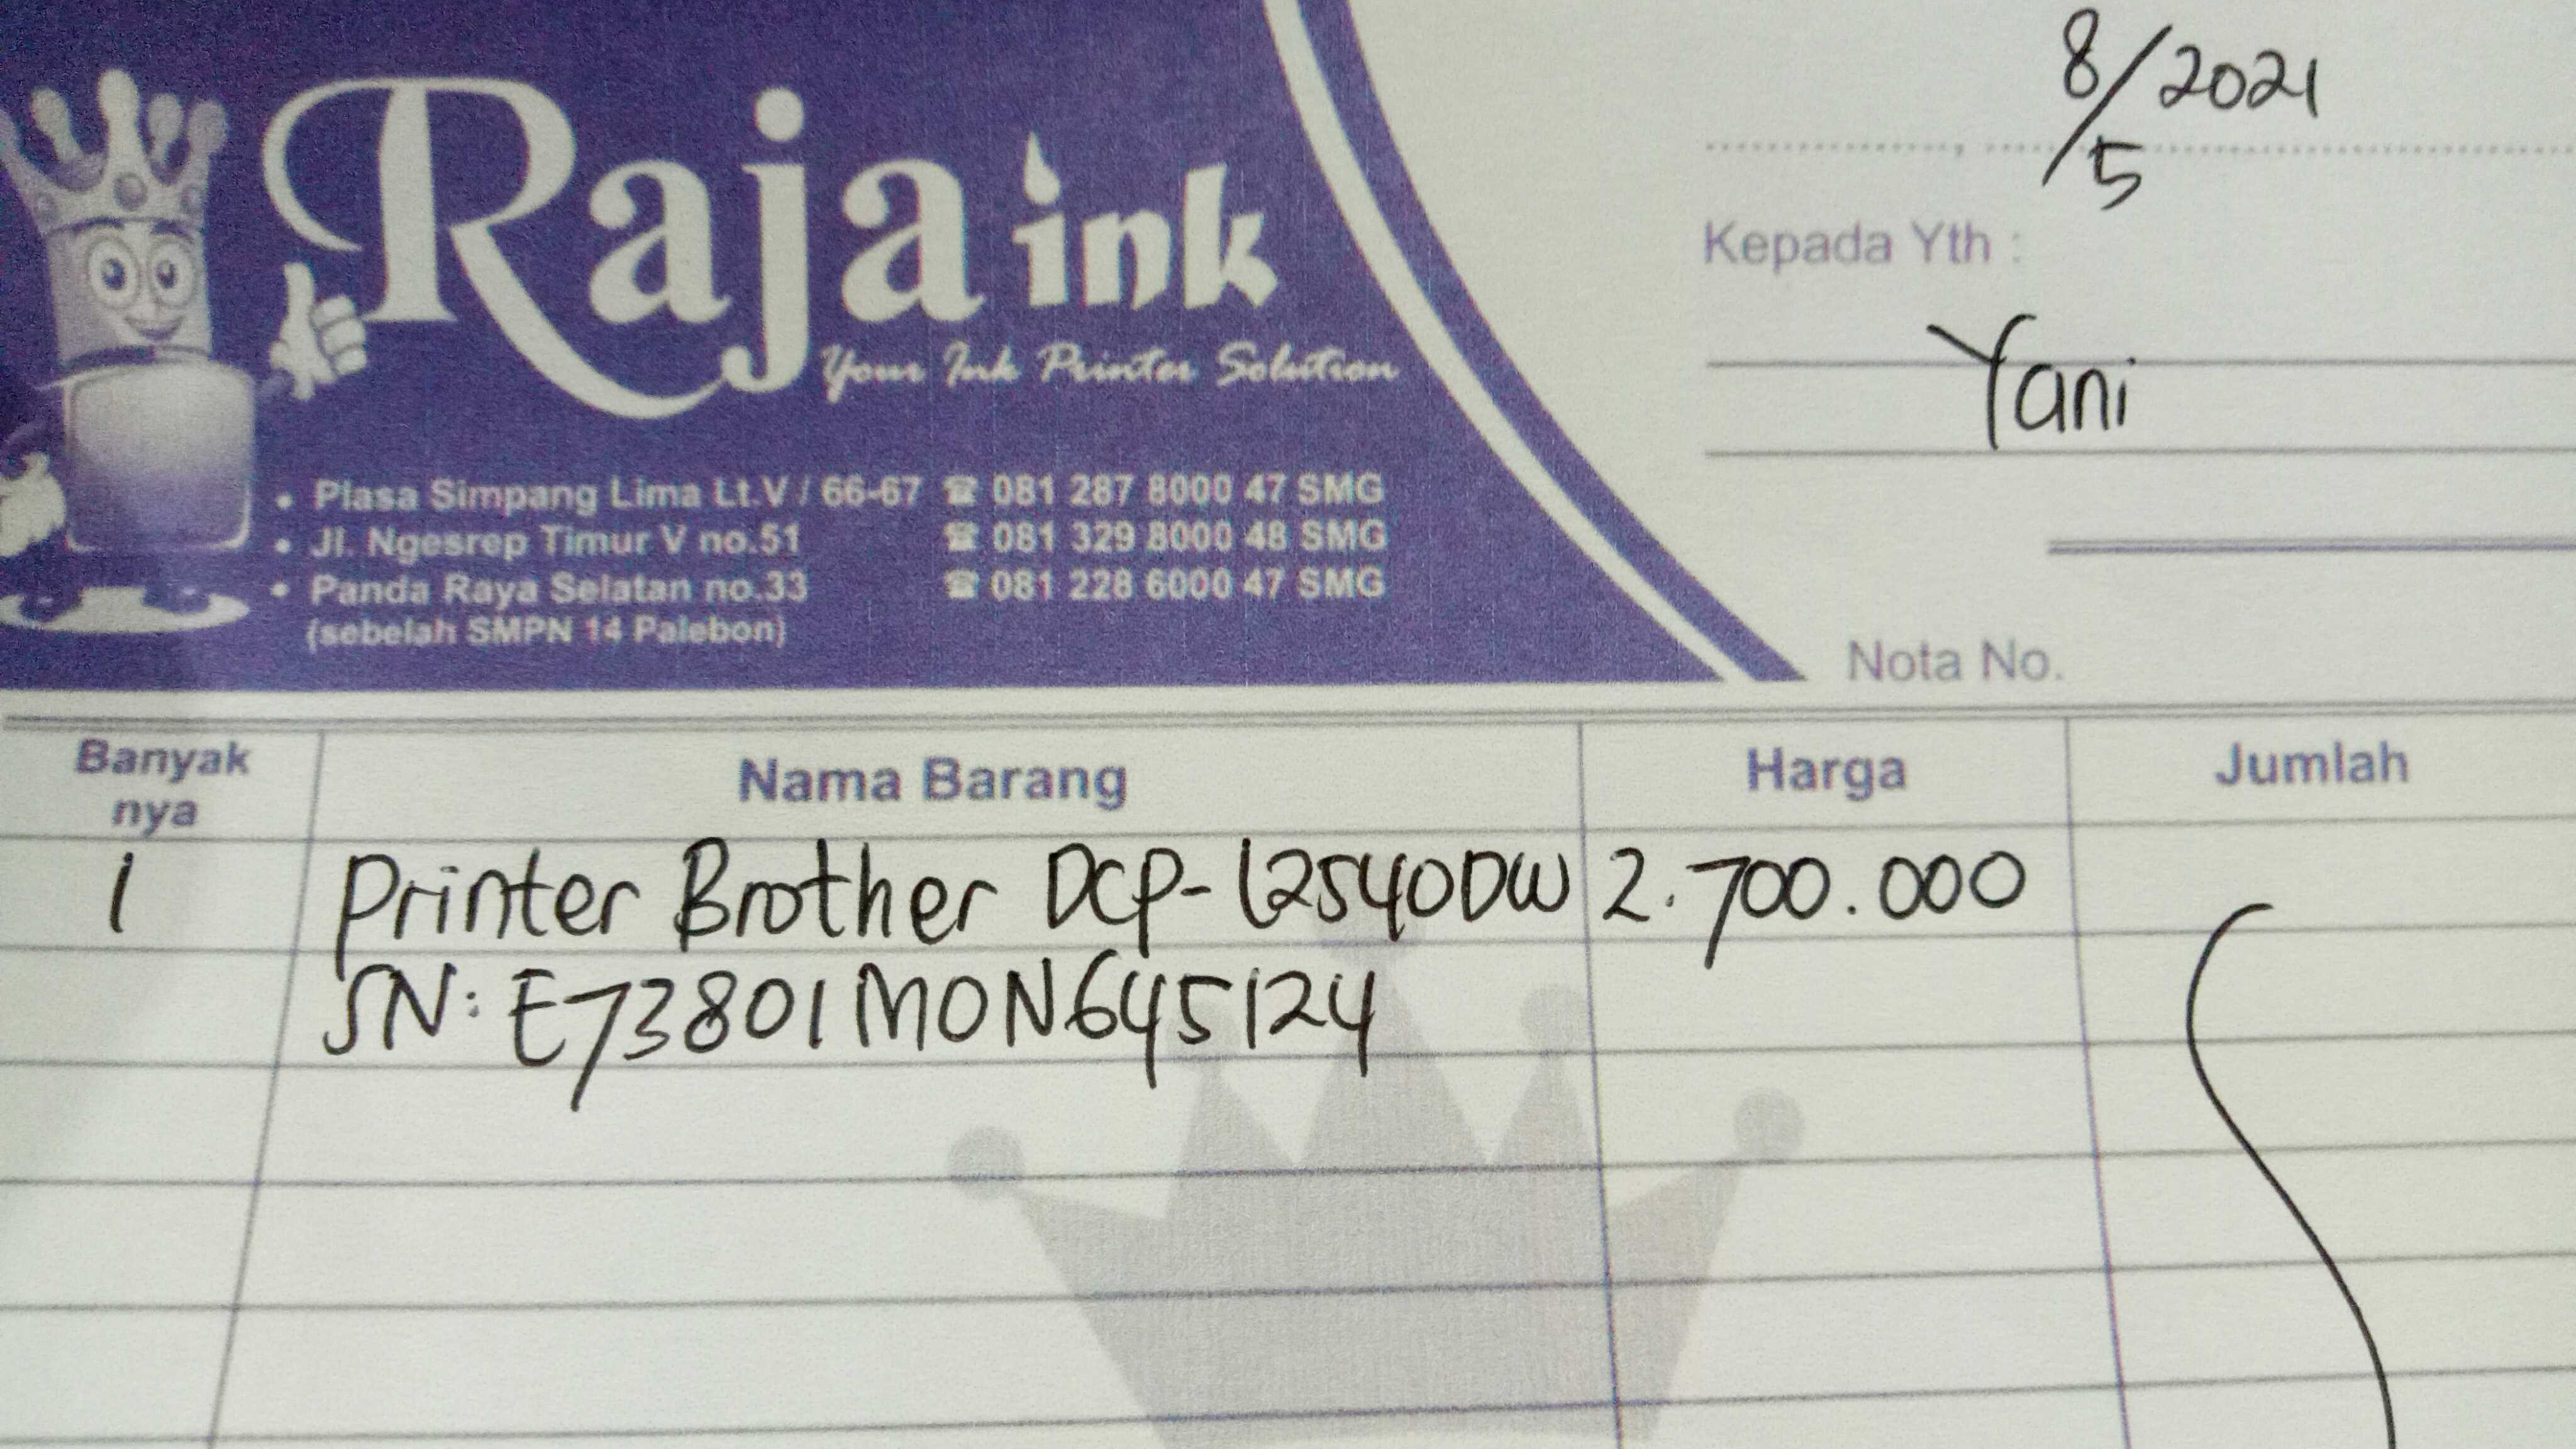 Raja ink
Your Ink Printer Solution
• Plasa Simpang Lima Lt.V / 66-67 ☎ 081 287 8000 47 SMG
• Jl. Ngesrep Timur V no.51 ☎ 081 329 8000 48 SMG
• Panda Raya Selatan no.33 ☎ 081 228 6000 47 SMG
(sebelah SMPN 14 Palebon)
8/5 2021
Kepada Yth :
Yani
Nota No.
Banyak nya Nama Barang Harga Jumlah
1 Printer Brother DCP-L2540DW 2.700.000
SN: E73801M0N645124